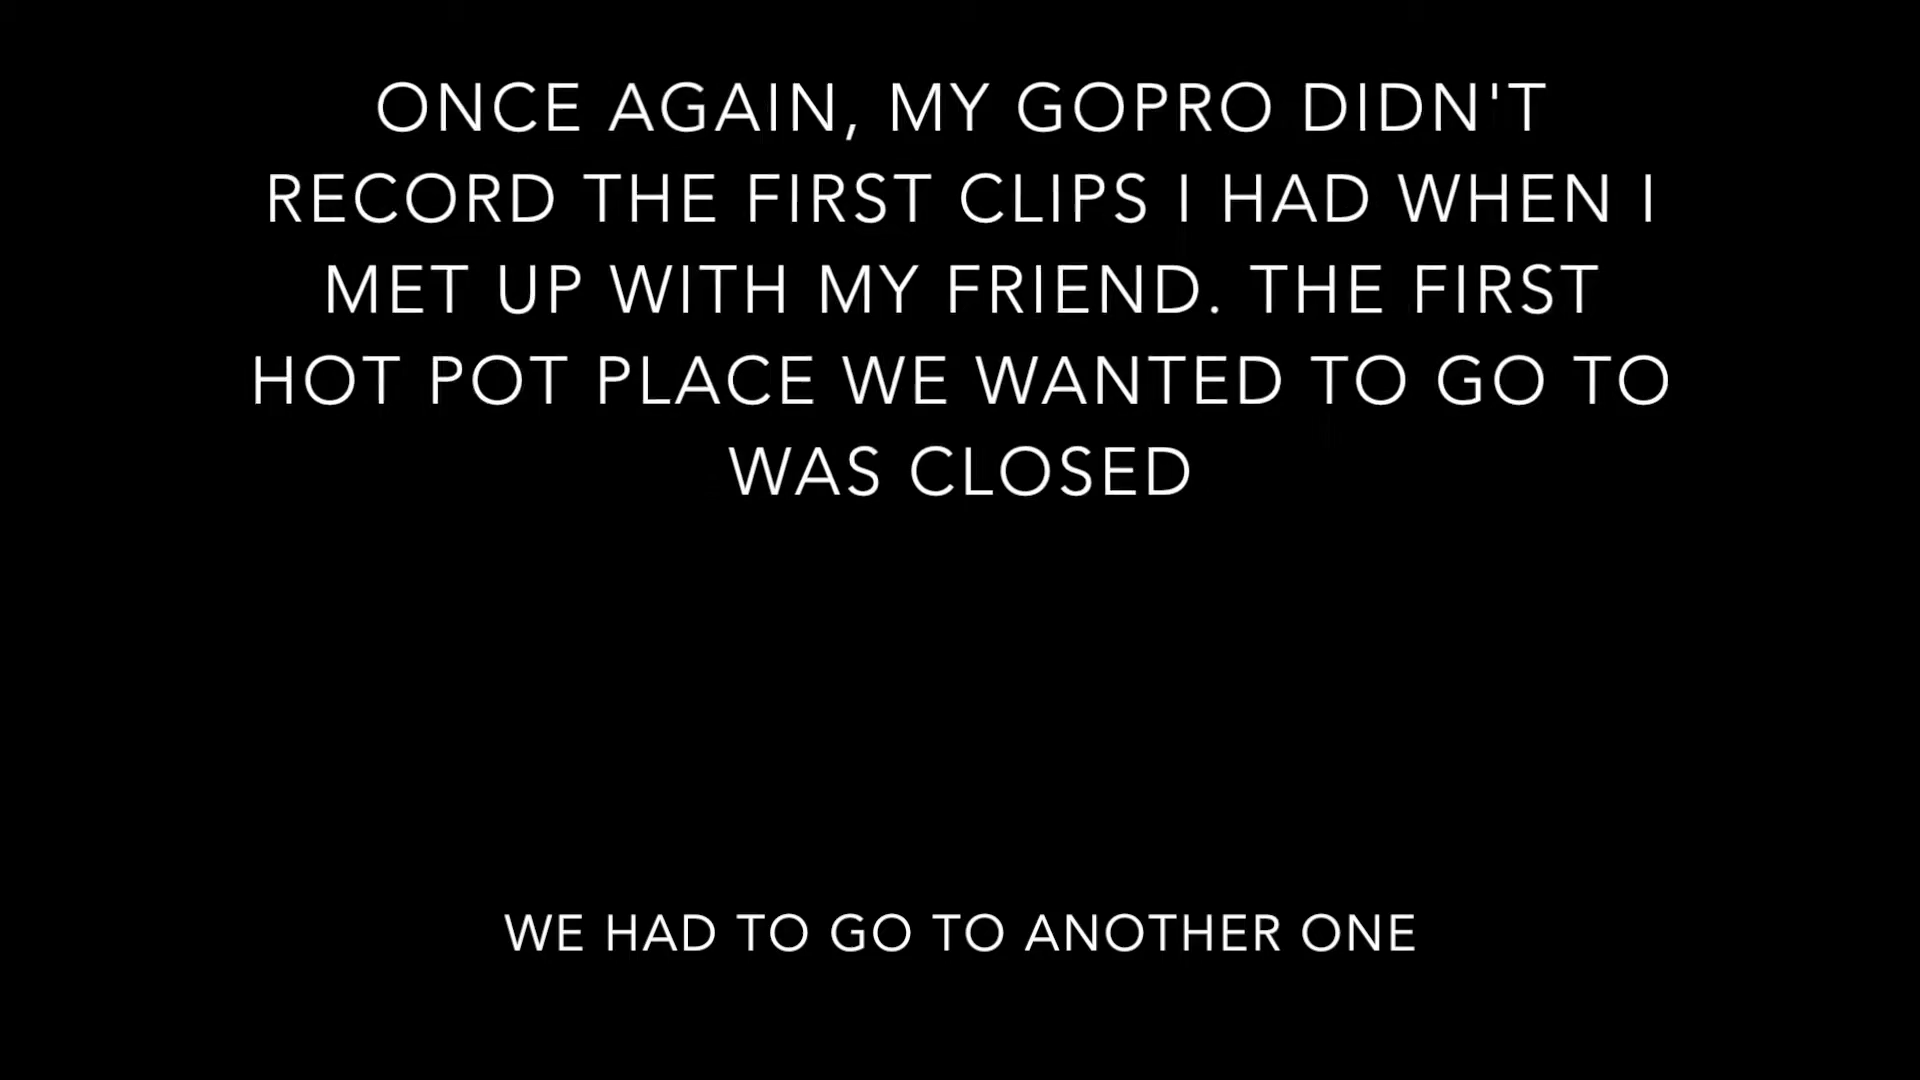 ONCE AGAIN, MY GOPRO DIDN'T
RECORD THE FIRST CLIPS I HAD WHEN I
MET UP WITH MY FRIEND. THE FIRST
HOT POT PLACE WE WANTED TO GO TO
WAS CLOSED
WE HAD TO GO TO ANOTHER ONE